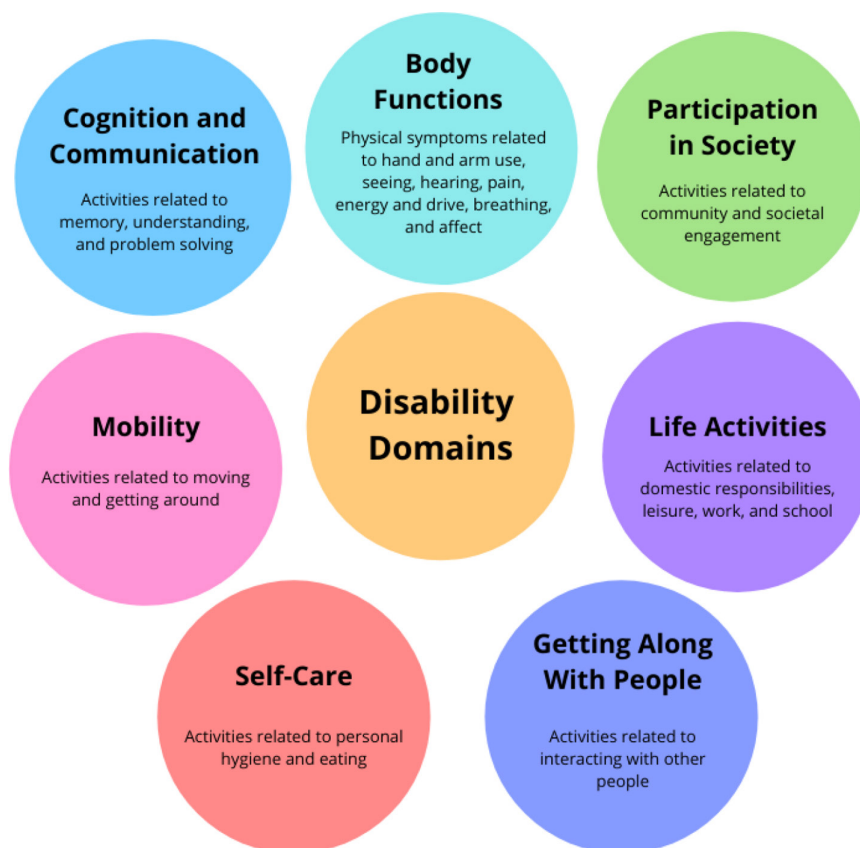 Cognition and
Communication
Activities related to
memory, understanding,
and problem solving
Body
Functions
Physical symptoms related
to hand and arm use,
seeing, hearing, pain,
energy and drive, breathing,
and affect
Participation
in Society
Activities related to
community and societal
engagement
Mobility
Activities related to moving
and getting around
Disability
Domains
Life Activities
Activities related to
domestic responsibilities,
leisure, work, and school
Self-Care
Activities related to personal
hygiene and eating
Getting Along
With People
Activities related to
interacting with other
people